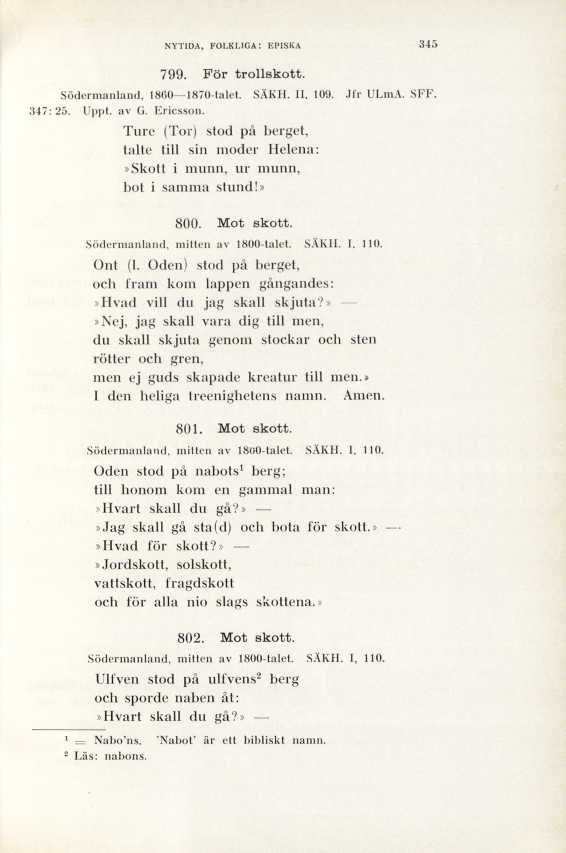 NYTIDA, FOLKLIGA: EPISKA 345
799. För trollskott.
Södermanland, 1860—1870-talet. SÄKH. II, 109. Jfr ULmA. SFF.
347: 25. Uppt. av G. Ericsson.
Ture (Tor) stod på berget,
talte till sin moder Helena:
»Skott i munn, ur munn,
bot i samma stund!»
800. Mot skott.
Södermanland, mitten av 1800-talet. SÄKH. I, 110.
Ont (l. Oden) stod på berget,
och fram kom lappen gångandes:
»Hvad vill du jag skall skjuta?» —
»Nej, jag skall vara dig till men,
du skall skjuta genom stockar och sten
rötter och gren,
men ej guds skapade kreatur till men.»
I den heliga treenighetens namn. Amen.
801. Mot skott.
Södermanland, mitten av 1800-talet. SÄKH. I, 110.
Oden stod på nabots¹ berg;
till honom kom en gammal man:
»Hvart skall du gå?» —
»Jag skall gå sta(d) och bota för skott.» —
»Hvad för skott?» —
»Jordskott, solskott,
vattskott, fragdskott
och för alla nio slags skottena.»
802. Mot skott.
Södermanland, mitten av 1800-talet. SÄKH. I, 110.
Ulfven stod på ulfvens² berg
och sporde naben åt:
»Hvart skall du gå?» —
¹ = Nabo'ns. 'Nabot' är ett bibliskt namn.
² Läs: nabons.